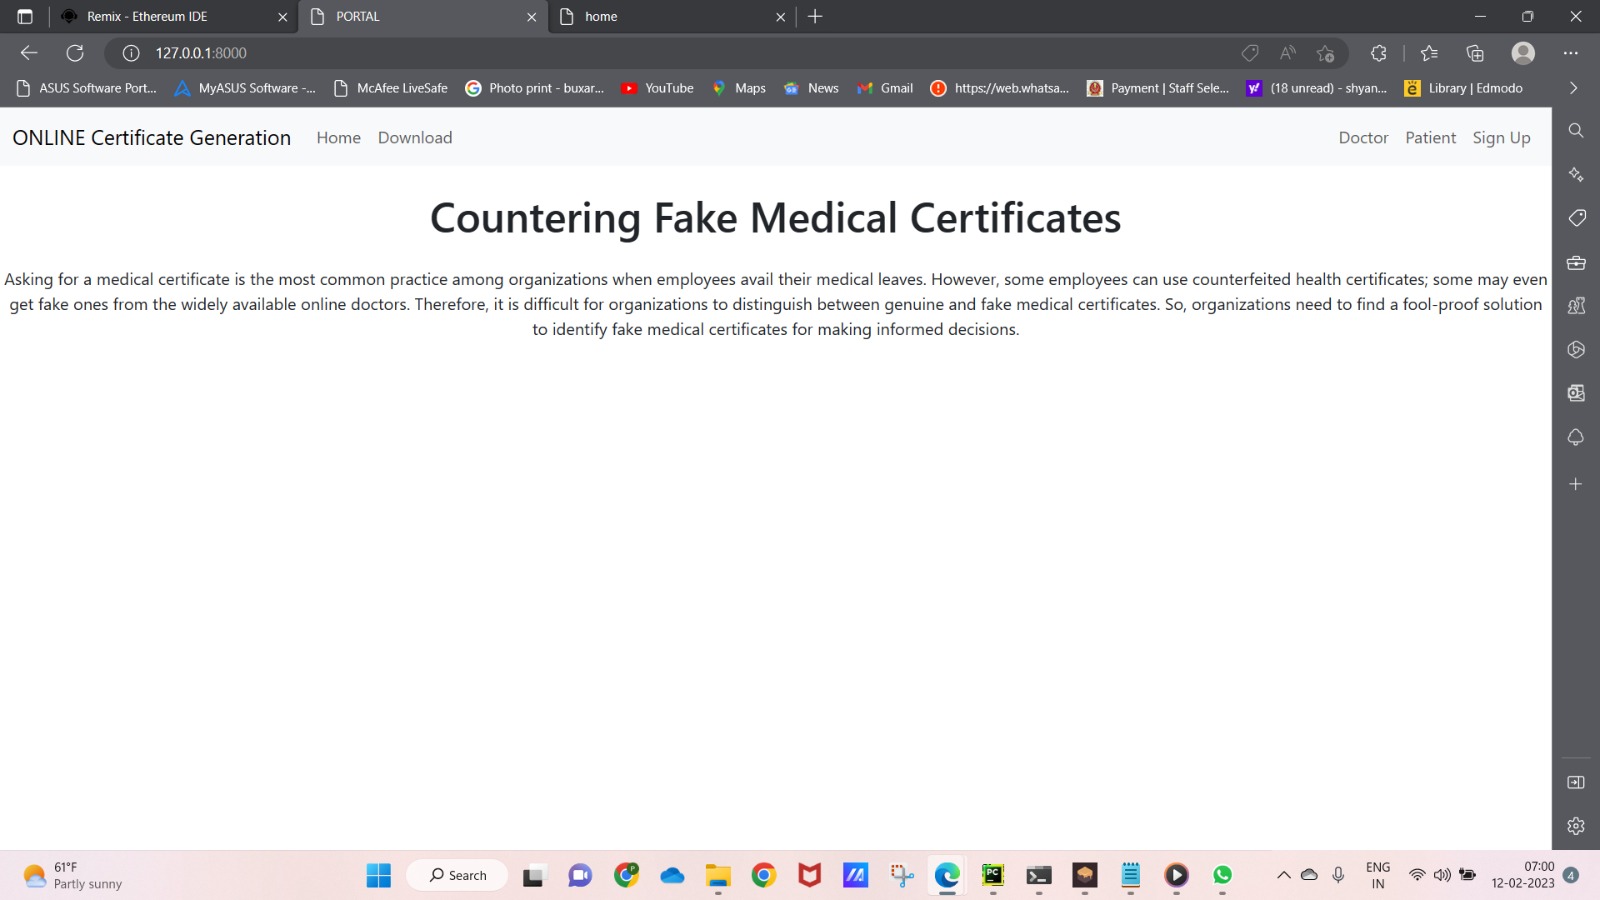 Remix - Ethereum IDE
PORTAL
home
127.0.0.1:8000
ASUS Software Port...
MyASUS Software -...
McAfee LiveSafe
Photo print - buxar...
YouTube
Maps
News
Gmail
https://web.whatsa...
Payment | Staff Sele...
(18 unread) - shyan...
Library | Edmodo
ONLINE Certificate Generation
Home
Download
Doctor
Patient
Sign Up
Countering Fake Medical Certificates
Asking for a medical certificate is the most common practice among organizations when employees avail their medical leaves. However, some employees can use counterfeited health certificates; some may even
get fake ones from the widely available online doctors. Therefore, it is difficult for organizations to distinguish between genuine and fake medical certificates. So, organizations need to find a fool-proof solution
to identify fake medical certificates for making informed decisions.
61°F
Partly sunny
Search
ENG
IN
07:00
12-02-2023
4